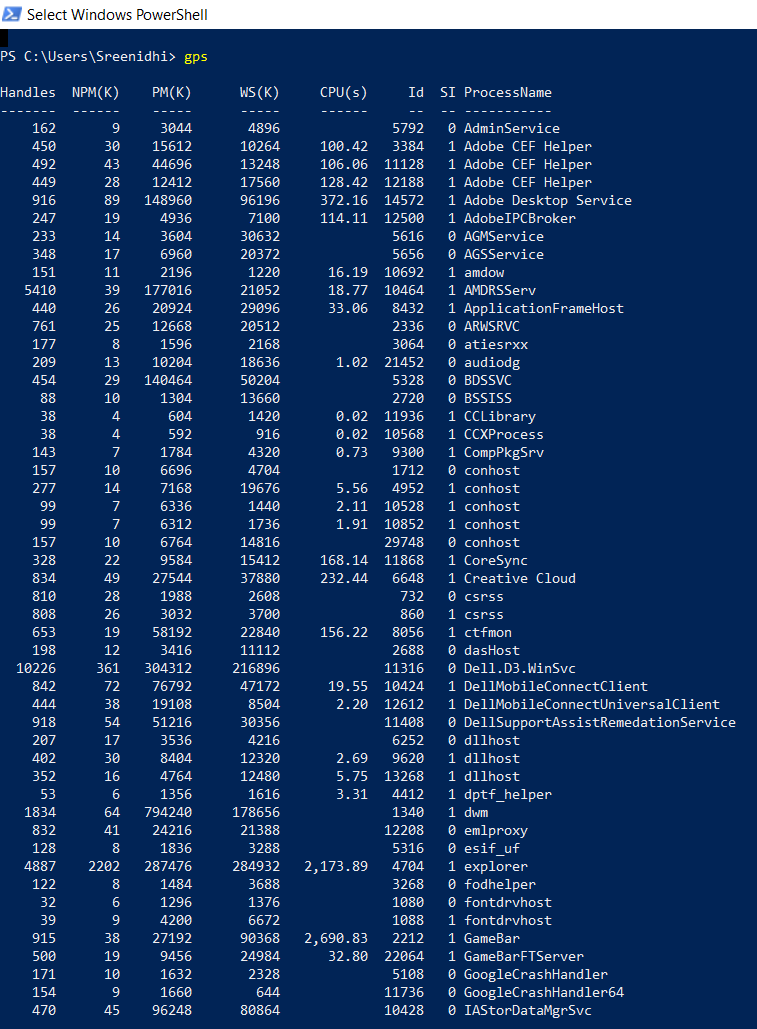 Select Windows PowerShell
PS C:\Users\Sreenidhi> gps
Handles NPM(K) PM(K) WS(K) CPU(s) Id SI ProcessName
------- ------ ----- ----- ------ -- -- -----------
162 9 3044 4896 5792 0 AdminService
450 30 15612 10264 100.42 3384 1 Adobe CEF Helper
492 43 44696 13248 106.06 11128 1 Adobe CEF Helper
449 28 12412 17560 128.42 12188 1 Adobe CEF Helper
916 89 148960 96196 372.16 14572 1 Adobe Desktop Service
247 19 4936 7100 114.11 12500 1 AdobeIPCBroker
233 14 3604 30632 5616 0 AGMService
348 17 6960 20372 5656 0 AGSService
151 11 2196 1220 16.19 10692 1 amdow
5410 39 177016 21052 18.77 10464 1 AMDRSServ
440 26 20924 29096 33.06 8432 1 ApplicationFrameHost
761 25 12668 20512 2336 0 ARWSRVC
177 8 1596 2168 3064 0 atiesrxx
209 13 10204 18636 1.02 21452 0 audiodg
454 29 140464 50204 5328 0 BDSSVC
88 10 1304 13660 2720 0 BSSISS
38 4 604 1420 0.02 11936 1 CCLibrary
38 4 592 916 0.02 10568 1 CCXProcess
143 7 1784 4320 0.73 9300 1 CompPkgSrv
157 10 6696 4704 1712 0 conhost
277 14 7168 19676 5.56 4952 1 conhost
99 7 6336 1440 2.11 10528 1 conhost
99 7 6312 1736 1.91 10852 1 conhost
157 10 6764 14816 29748 0 conhost
328 22 9584 15412 168.14 11868 1 CoreSync
834 49 27544 37880 232.44 6648 1 Creative Cloud
810 28 1988 2608 732 0 csrss
808 26 3032 3700 860 1 csrss
653 19 58192 22840 156.22 8056 1 ctfmon
198 12 3416 11112 2688 0 dasHost
10226 361 304312 216896 11316 0 Dell.D3.WinSvc
842 72 76792 47172 19.55 10424 1 DellMobileConnectClient
444 38 19108 8504 2.20 12612 1 DellMobileConnectUniversalClient
918 54 51216 30356 11408 0 DellSupportAssistRemedationService
207 17 3536 4216 6252 0 dllhost
402 30 8404 12320 2.69 9620 1 dllhost
352 16 4764 12480 5.75 13268 1 dllhost
53 6 1356 1616 3.31 4412 1 dptf_helper
1834 64 794240 178656 1340 1 dwm
832 41 24216 21388 12208 0 emlproxy
128 8 1836 3288 5316 0 esif_uf
4887 2202 287476 284932 2,173.89 4704 1 explorer
122 8 1484 3688 3268 0 fodhelper
32 6 1296 1376 1080 0 fontdrvhost
39 9 4200 6672 1088 1 fontdrvhost
915 38 27192 90368 2,690.83 2212 1 GameBar
500 19 9456 24984 32.80 22064 1 GameBarFTServer
171 10 1632 2328 5108 0 GoogleCrashHandler
154 9 1660 644 11736 0 GoogleCrashHandler64
470 45 96248 80864 10428 0 IAStorDataMgrSvc